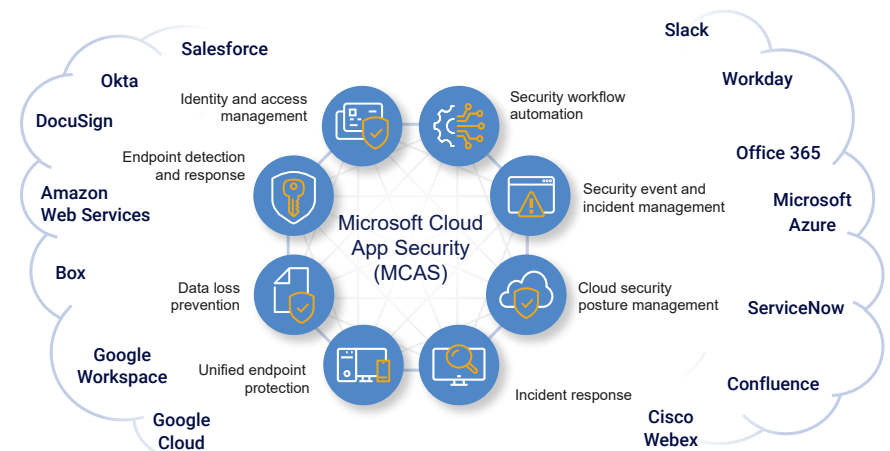 Salesforce
Okta
DocuSign
Amazon
Web Services
Box
Google
Workspace
Google
Cloud
Identity and access
management
Endpoint detection
and response
Data loss
prevention
Unified endpoint
protection
Microsoft Cloud
App Security
(MCAS)
Security workflow
automation
Security event and
incident management
Cloud security
posture management
Incident response
Slack
Workday
Office 365
Microsoft
Azure
ServiceNow
Confluence
Cisco
Webex